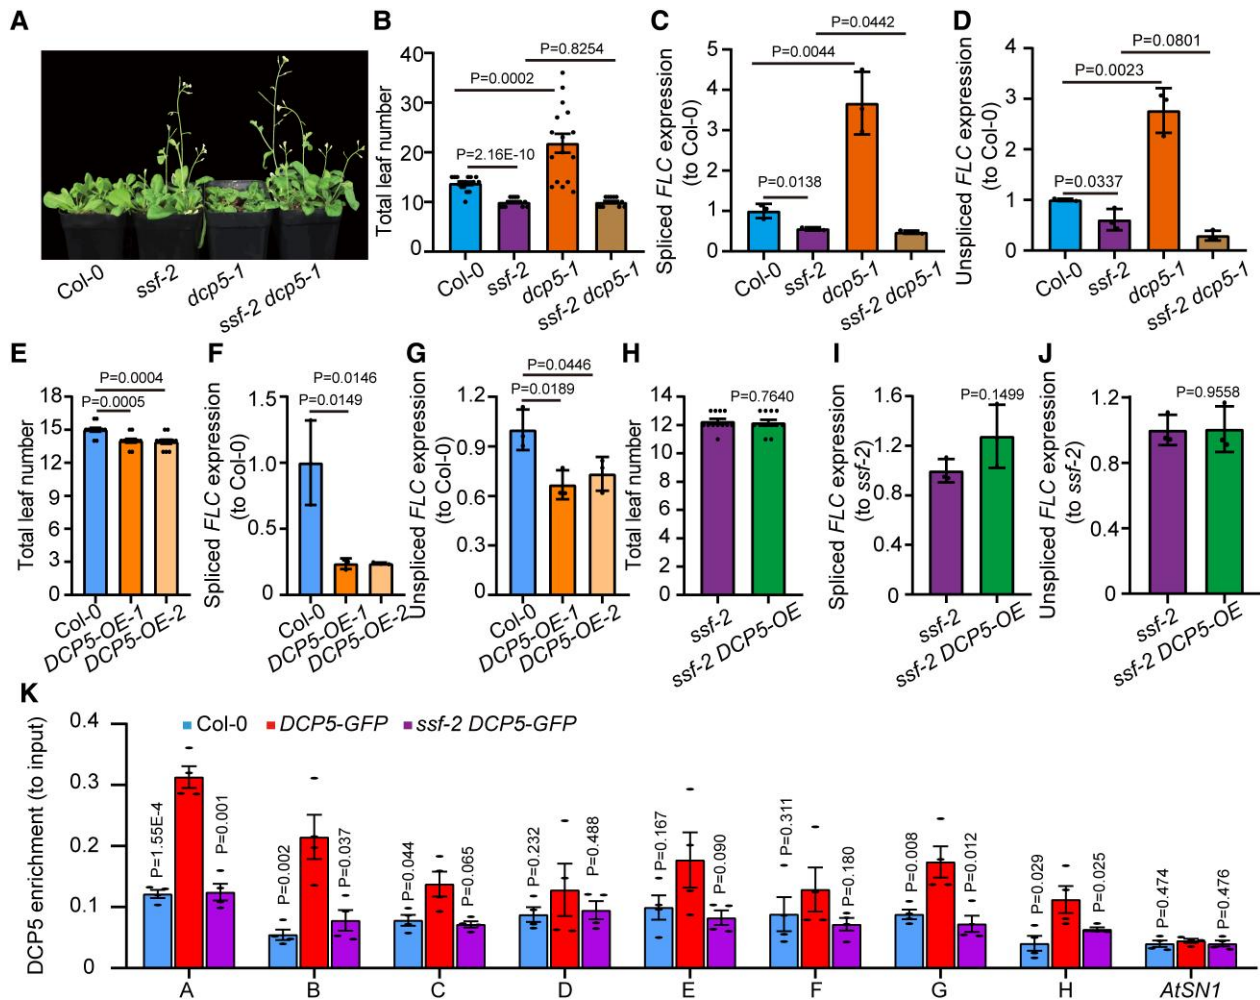 A
Col-0
ssf-2
dcp5-1
ssf-2 dcp5-1
B
Total leaf number
40
30
20
10
0
P=0.8254
P=0.0002
P=2.16E-10
Col-0
ssf-2
dcp5-1
ssf-2 dcp5-1
C
Spliced FLC expression
(to Col-0)
5
4
3
2
1
0
P=0.0442
P=0.0044
P=0.0138
Col-0
ssf-2
dcp5-1
ssf-2 dcp5-1
D
Unspliced FLC expression
(to Col-0)
4
3
2
1
0
P=0.0801
P=0.0023
P=0.0337
Col-0
ssf-2
dcp5-1
ssf-2 dcp5-1
E
Total leaf number
18
15
12
9
6
3
0
P=0.0004
P=0.0005
Col-0
DCP5-OE-1
DCP5-OE-2
F
Spliced FLC expression
(to Col-0)
1.5
1.0
0.5
0
P=0.0146
P=0.0149
Col-0
DCP5-OE-1
DCP5-OE-2
G
Unspliced FLC expression
(to Col-0)
1.2
0.9
0.6
0.3
0
P=0.0446
P=0.0189
Col-0
DCP5-OE-1
DCP5-OE-2
H
Total leaf number
14
12
10
8
6
4
2
0
P=0.7640
ssf-2
ssf-2 DCP5-OE
I
Spliced FLC expression
(to ssf-2)
1.6
1.2
0.8
0.4
0
P=0.1499
ssf-2
ssf-2 DCP5-OE
J
Unspliced FLC expression
(to ssf-2)
1.2
0.8
0.4
0
P=0.9558
ssf-2
ssf-2 DCP5-OE
K
DCP5 enrichment (to input)
0.4
0.3
0.2
0.1
0
Col-0 DCP5-GFP ssf-2 DCP5-GFP
P=1.55E-4
P=0.001
P=0.002
P=0.037
P=0.044
P=0.065
P=0.232
P=0.488
P=0.167
P=0.090
P=0.311
P=0.180
P=0.008
P=0.012
P=0.029
P=0.025
P=0.474
P=0.476
A B C D E F G H AtSN1